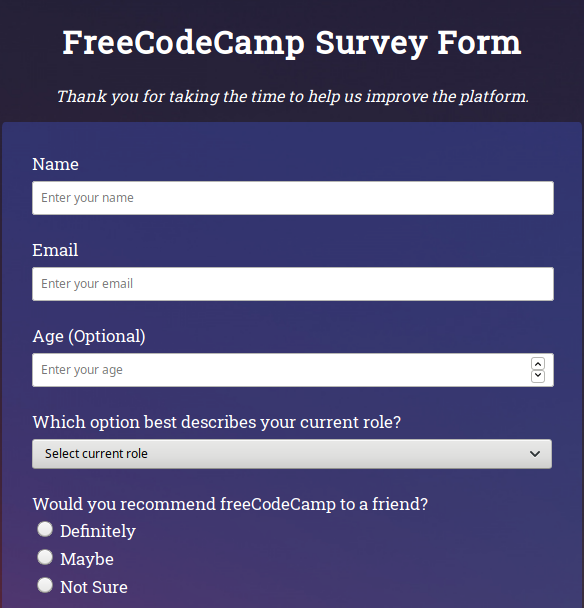 FreeCodeCamp Survey Form
Thank you for taking the time to help us improve the platform.
Name
Enter your name
Email
Enter your email
Age (Optional)
Enter your age
Which option best describes your current role?
Select current role
Would you recommend freeCodeCamp to a friend?
Definitely
Maybe
Not Sure